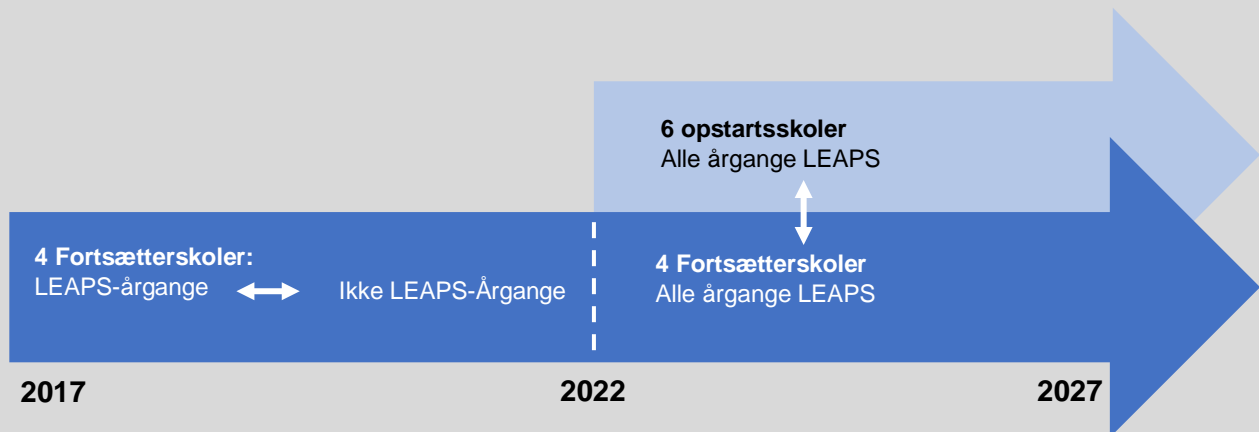 6 opstartsskoler
Alle årgange LEAPS
4 Fortsætterskoler:
LEAPS-årgange
Ikke LEAPS-Årgange
4 Fortsætterskoler
Alle årgange LEAPS
2017
2022
2027